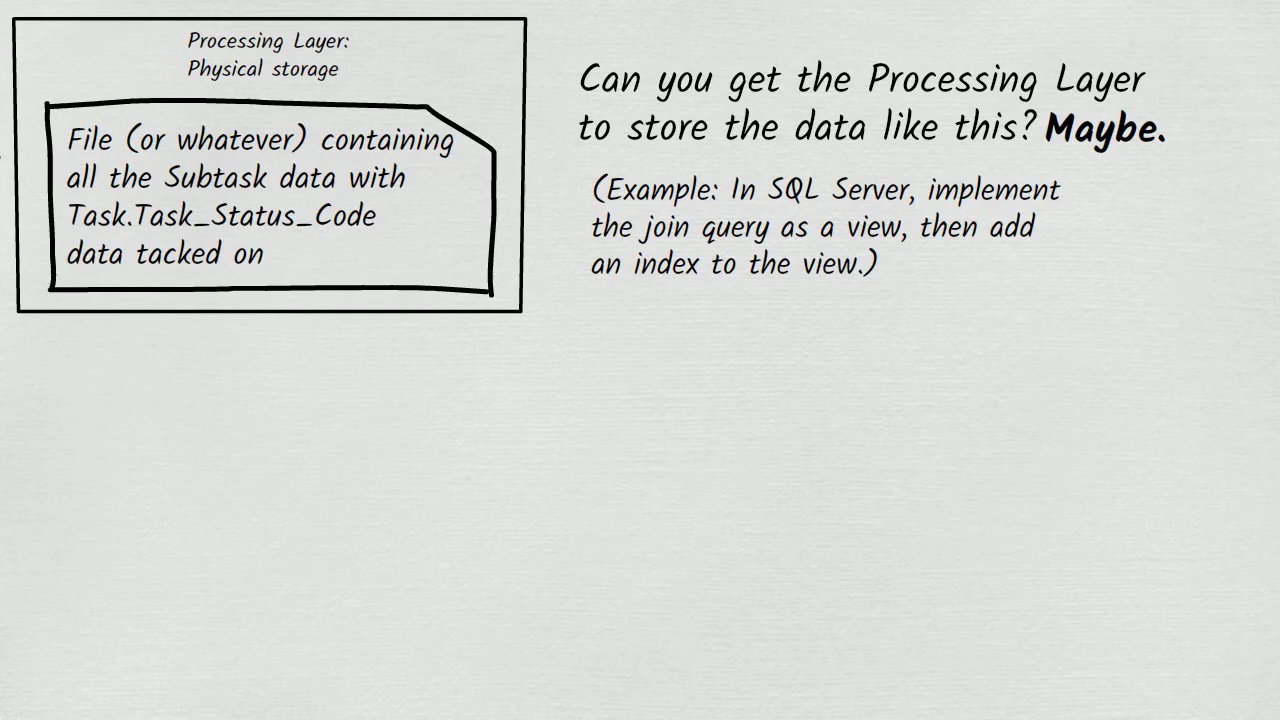 Processing Layer:
Physical storage
File (or whatever) containing
all the Subtask data with
Task.Task_Status_Code
data tacked on
Can you get the Processing Layer
to store the data like this? Maybe.
(Example: In SQL Server, implement
the join query as a view, then add
an index to the view.)